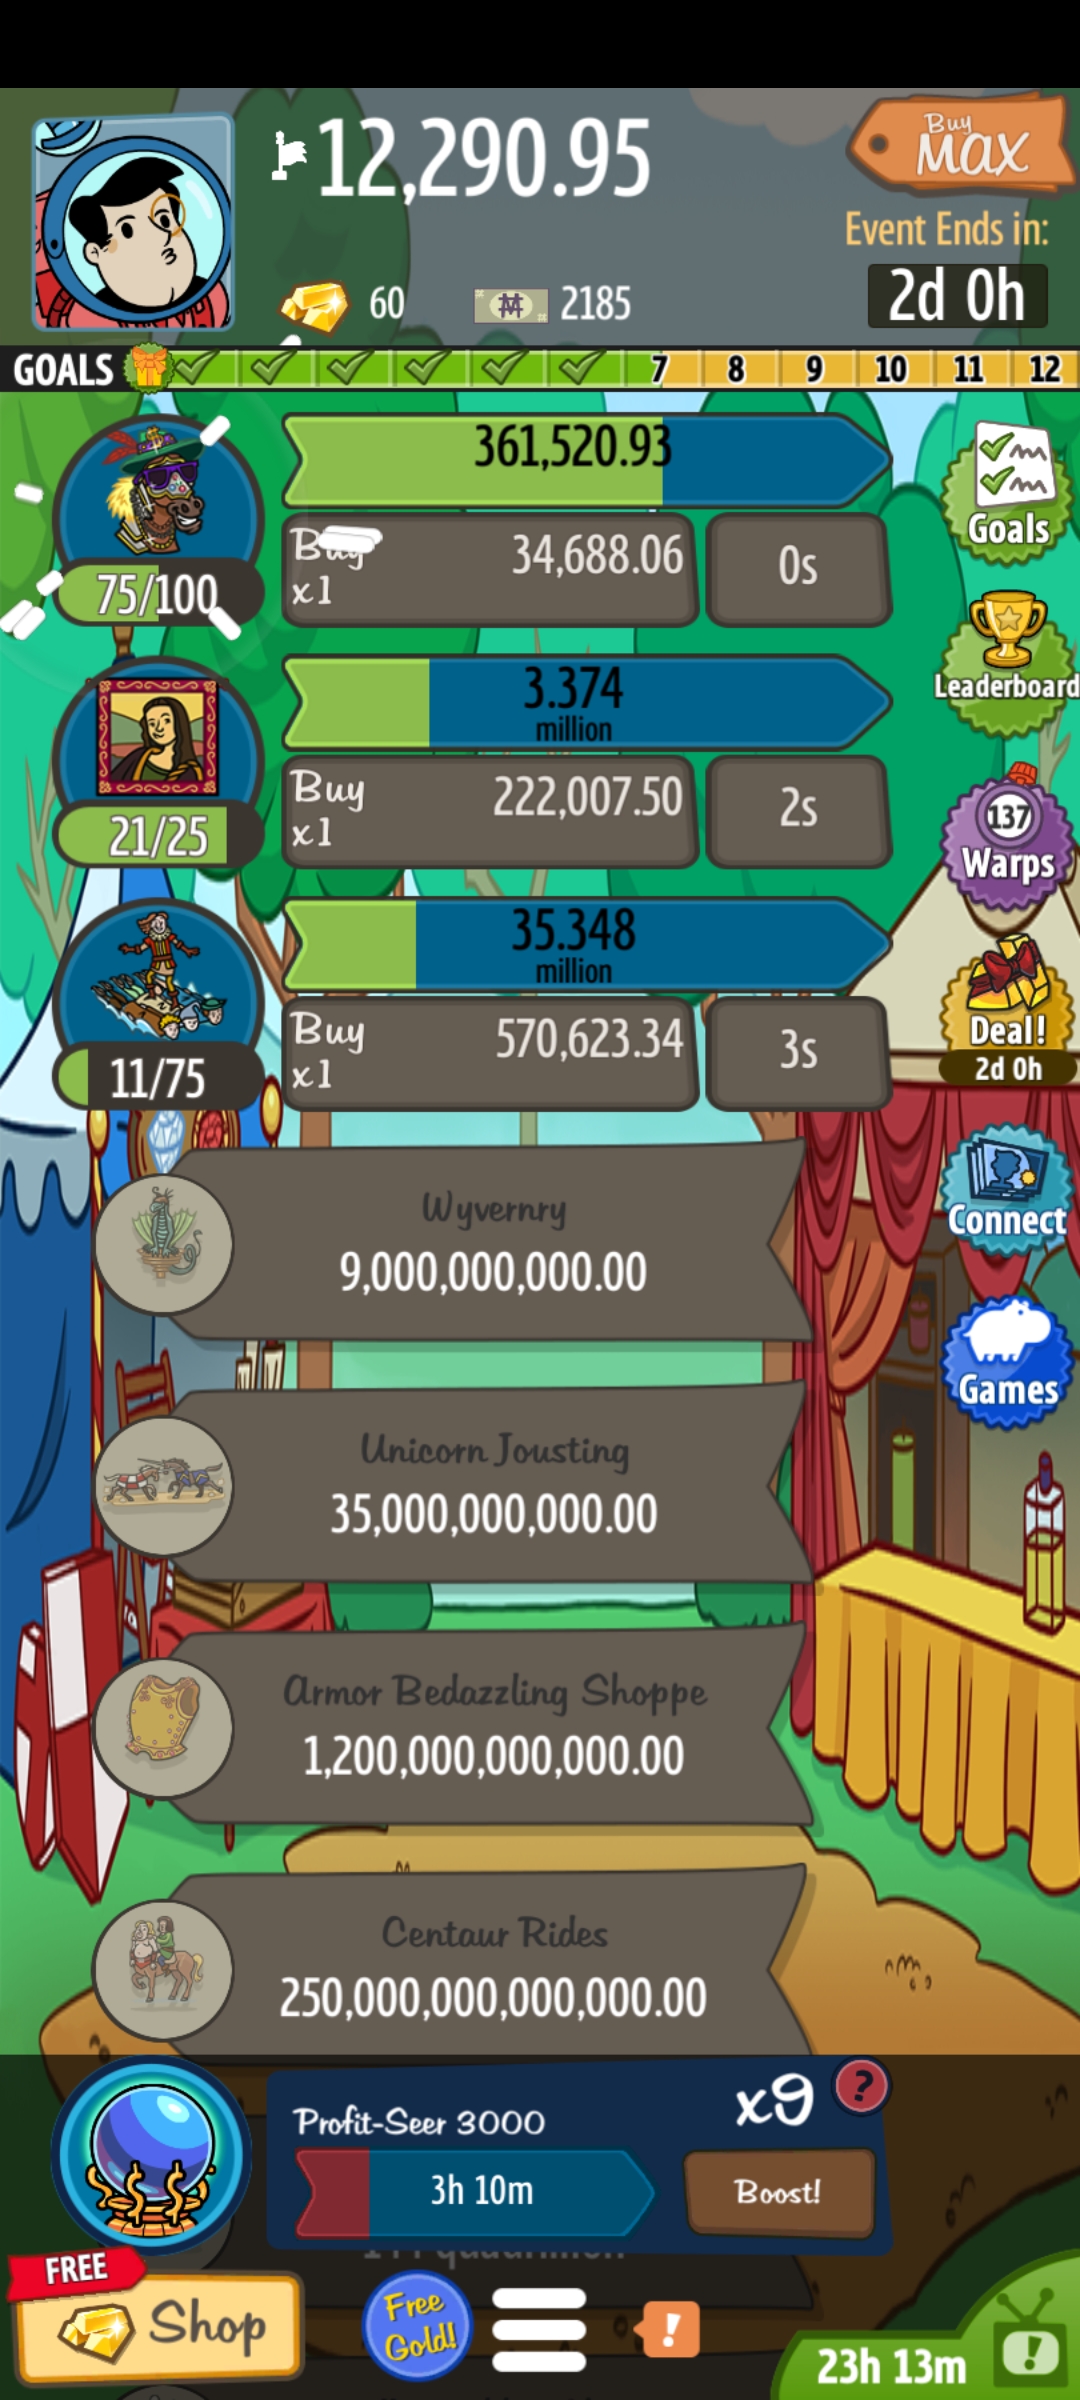 12,290.95
Buy
MAX
Event Ends in:
2d 0h
60
2185
GOALS 7 8 9 10 11 12
361,520.93
Buy
x1
34,688.06
0s
75/100
Goals
Leaderboard
3.374
million
Buy
x1
222,007.50
2s
21/25
137
Warps
35.348
million
Buy
x1
570,623.34
3s
11/75
Deal!
2d 0h
Wyvernry
9,000,000,000.00
Connect
Unicorn Jousting
35,000,000,000.00
Games
Armor Bedazzling Shoppe
1,200,000,000,000.00
Centaur Rides
250,000,000,000,000.00
Profit-Seer 3000
x9
?
3h 10m
Boost!
FREE
Shop
Free
Gold!
!
23h 13m
!